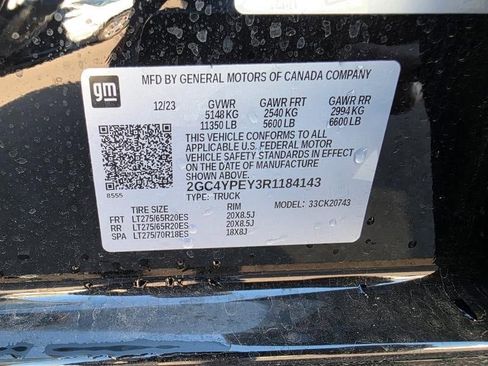 gm
MFD BY GENERAL MOTORS OF CANADA COMPANY
12/23 GVWR GAWR FRT GAWR RR
5148 KG 2540 KG 2994 KG
11350 LB 5600 LB 6600 LB
THIS VEHICLE CONFORMS TO ALL
APPLICABLE U.S. FEDERAL MOTOR
VEHICLE SAFETY STANDARDS IN EFFECT
ON THE DATE OF MANUFACTURE
SHOWN ABOVE.
2GC4YPEY3R1184143
8555
TYPE: TRUCK MODEL: 33CK20743
TIRE SIZE RIM
FRT LT275/65R20ES 20X8.5J
RR LT275/65R20ES 20X8.5J
SPA LT275/70R18ES 18X8J